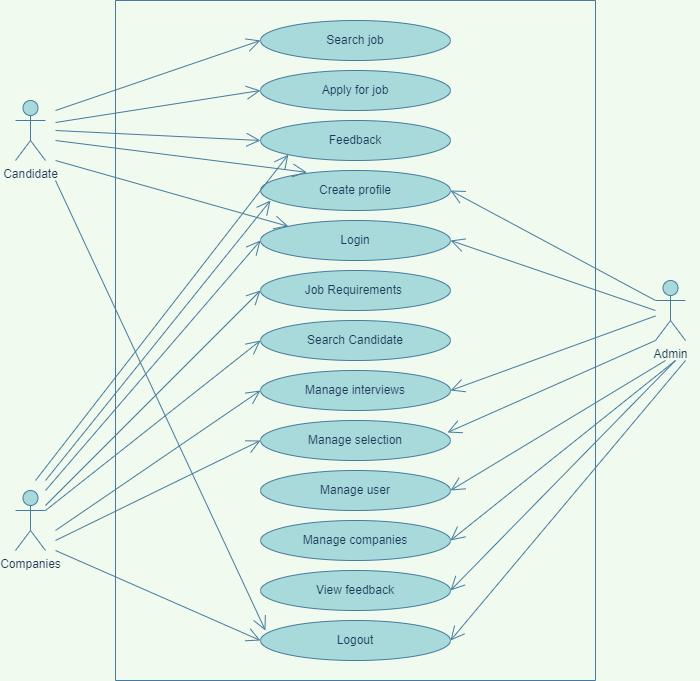 Search job
Apply for job
Feedback
Candidate
Create profile
Login
Job Requirements
Search Candidate
Admin
Manage interviews
Manage selection
Manage user
Manage companies
Companies
View feedback
Logout